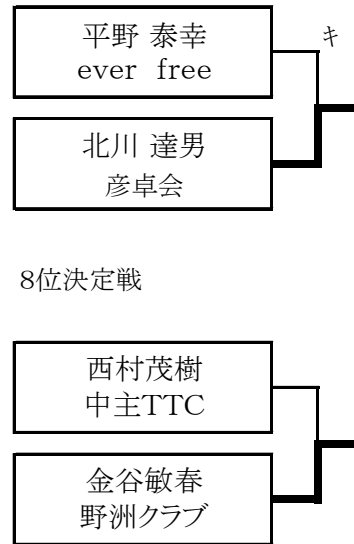 平野 泰幸
ever free
キ
北川 達男
彦卓会
8位決定戦
西村茂樹
中主TTC
金谷敏春
野洲クラブ